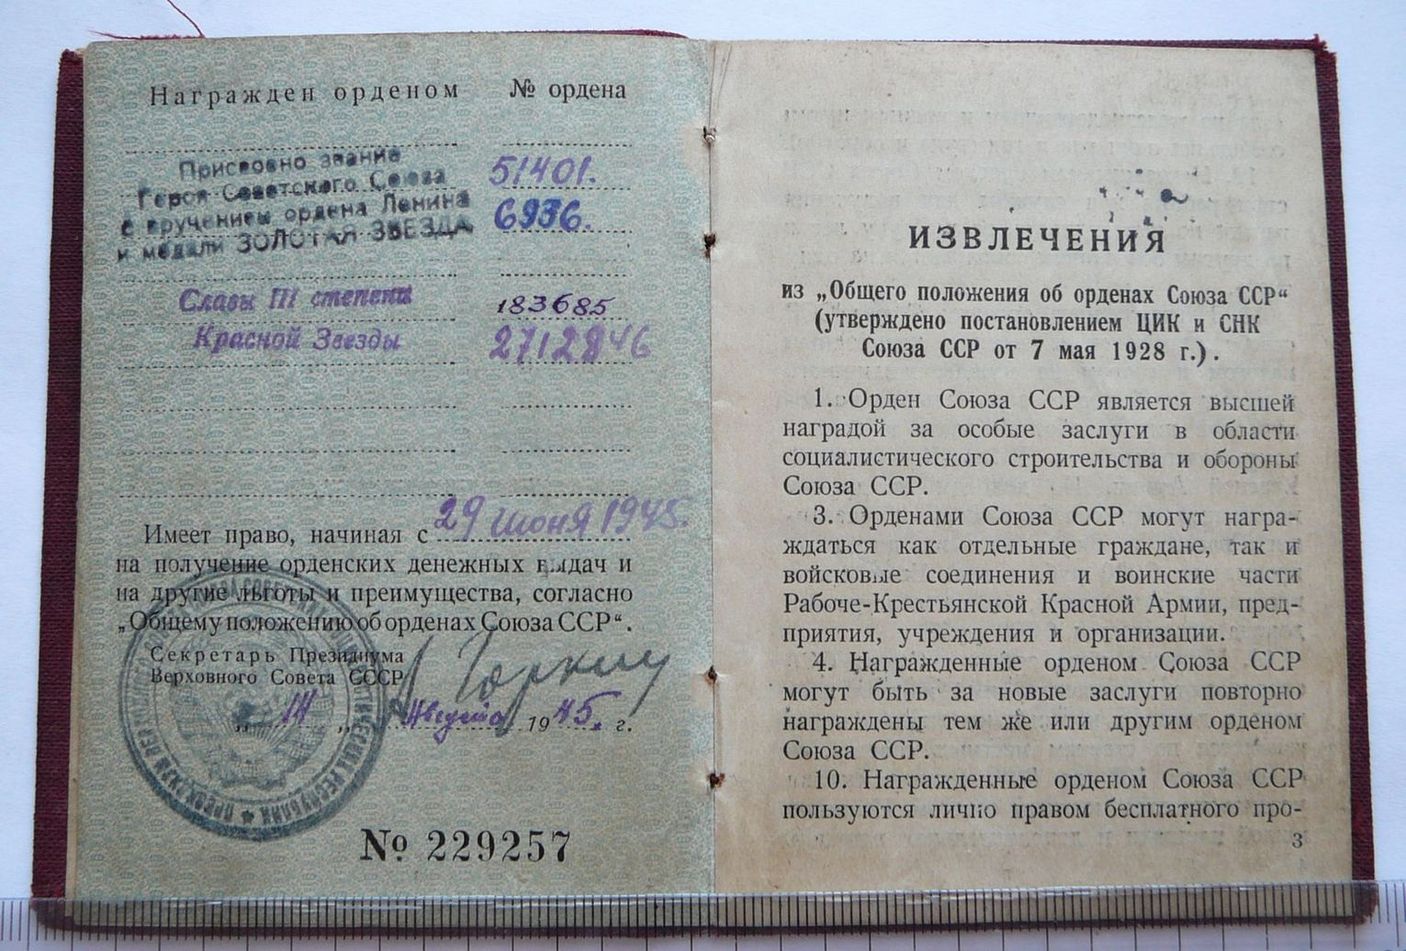 Награжден орденом № ордена
Присвоено звание
Героя Советского Союза 51401.
с вручением ордена Ленина
и медали ЗОЛОТАЯ ЗВЕЗДА 6936.
Славы III степени 183685
Красной Звезды 2712846
Имеет право, начиная с 29 июня 1945.
на получение орденских денежных выдач и
на другие льготы и преимущества, согласно
„Общему положению об орденах Союза ССР“.
Секретарь Президиума
Верховного Совета СССР
А Горкин
„ 14 „ Августа 1945. г.
№ 229257
ИЗВЛЕЧЕНИЯ
из „Общего положения об орденах Союза ССР“
(утверждено постановлением ЦИК и СНК
Союза ССР от 7 мая 1928 г.).
1. Орден Союза ССР является высшей
наградой за особые заслуги в области
социалистического строительства и обороны
Союза ССР.
3. Орденами Союза ССР могут награ-
ждаться как отдельные граждане, так и
войсковые соединения и воинские части
Рабоче-Крестьянской Красной Армии, пред-
приятия, учреждения и организации.
4. Награжденные орденом Союза ССР
могут быть за новые заслуги повторно
награждены тем же или другим орденом
Союза ССР.
10. Награжденные орденом Союза ССР
пользуются лично правом бесплатного про-
3